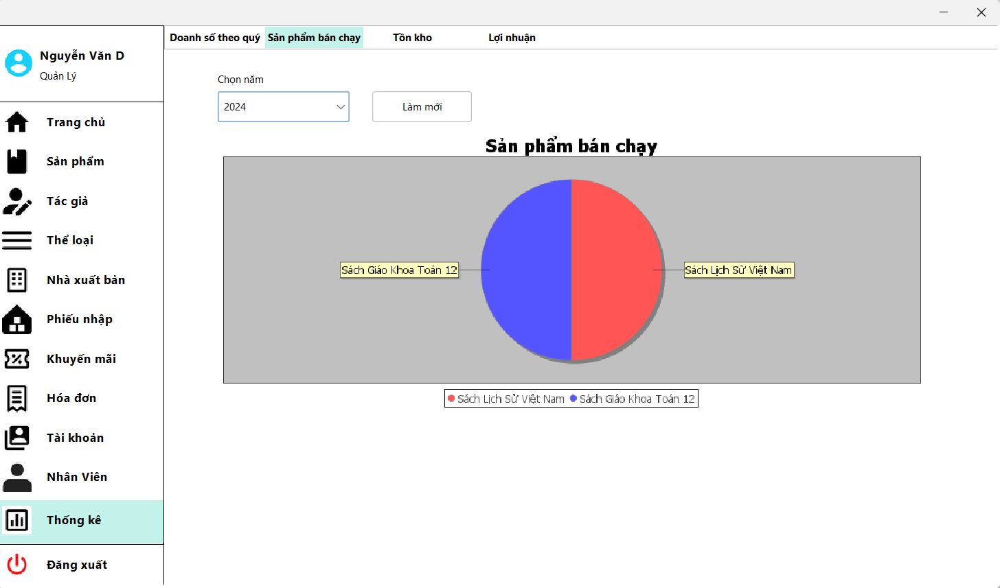 Nguyễn Văn D
Quản Lý
Trang chủ
Sản phẩm
Tác giả
Thể loại
Nhà xuất bản
Phiếu nhập
Khuyến mãi
Hóa đơn
Tài khoản
Nhân Viên
Thống kê
Đăng xuất
Doanh số theo quý Sản phẩm bán chạy Tồn kho Lợi nhuận
Chọn năm
2024 Làm mới
Sản phẩm bán chạy
Sách Giáo Khoa Toán 12 Sách Lịch Sử Việt Nam
Sách Lịch Sử Việt Nam Sách Giáo Khoa Toán 12